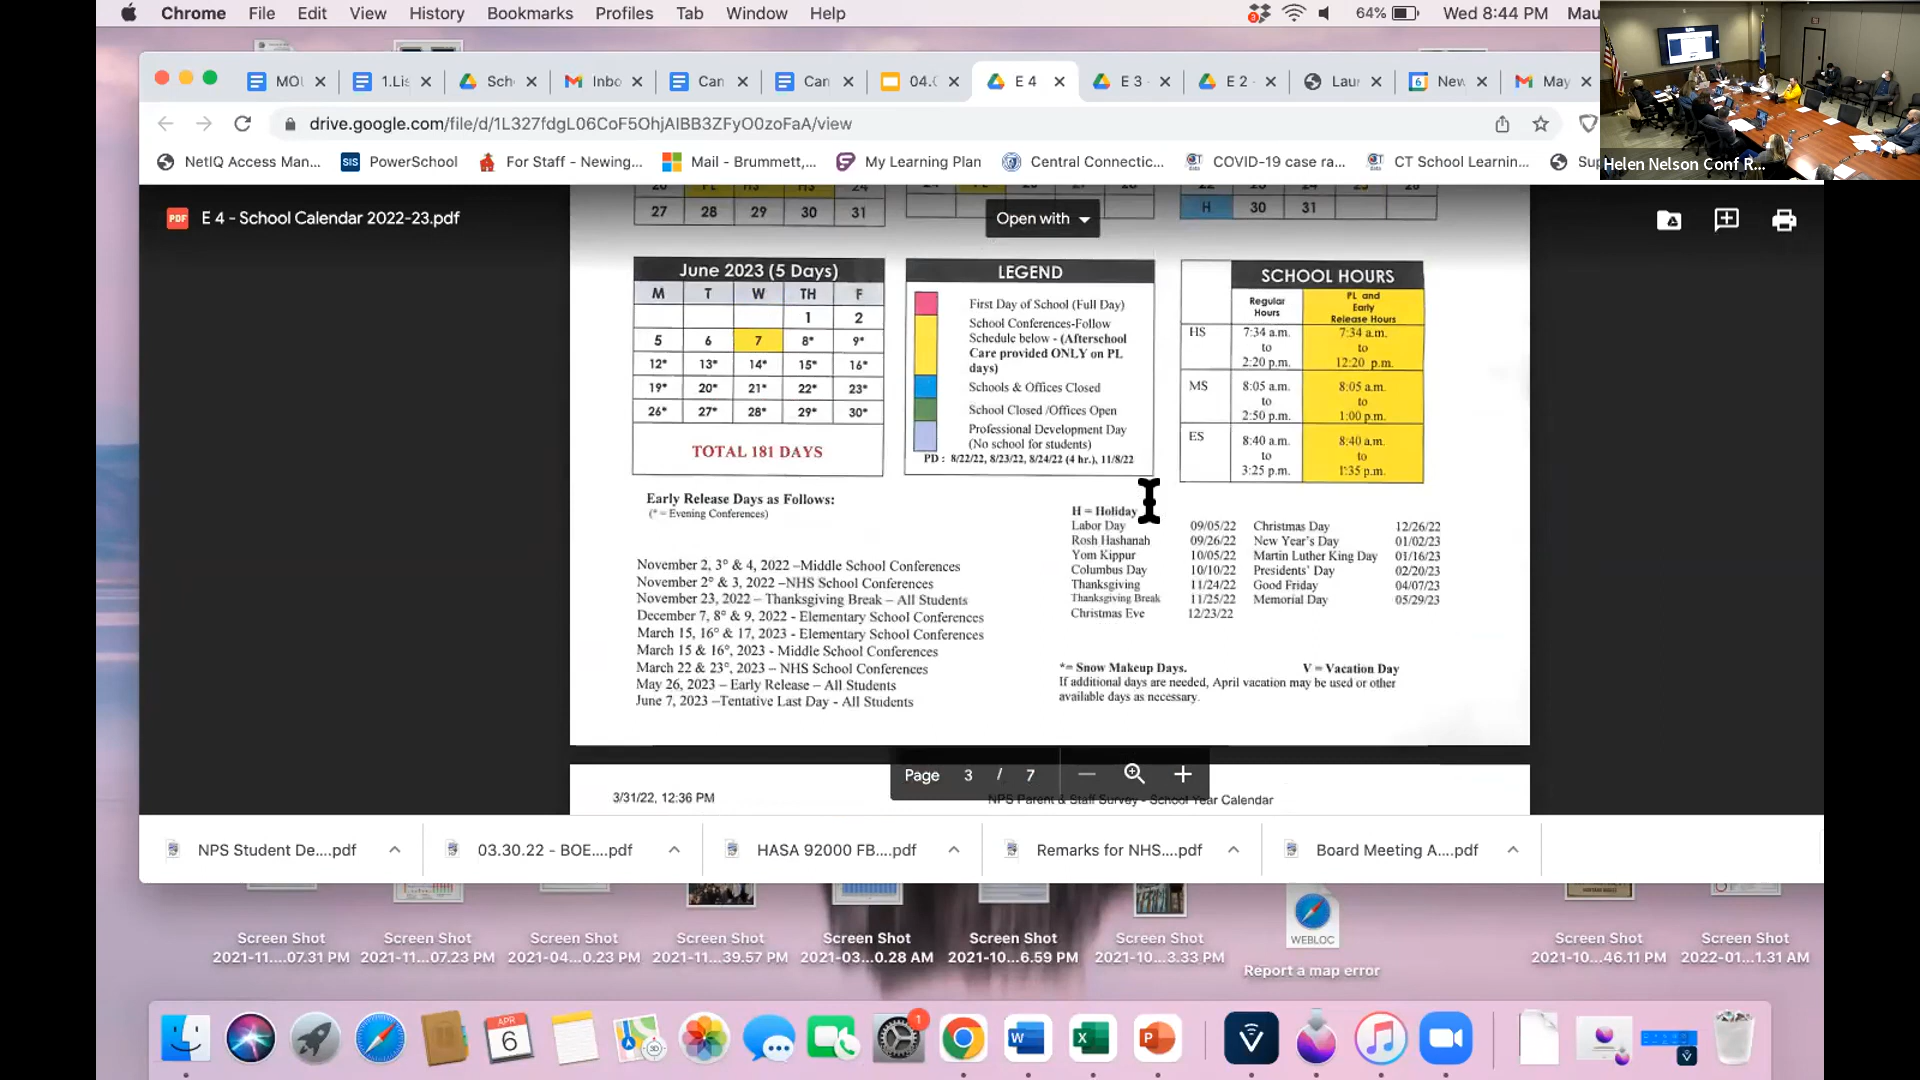 Chrome File Edit View History Bookmarks Profiles Tab Window Help 3 64% Wed 8:44 PM Mau
MOU 1.Lis Sch Inbo Can Can 04.( E 4 E 3 E 2 Laun New May
drive.google.com/file/d/1L327fdgL06CoF5OhjAlBB3ZFyO0zoFaA/view
NetIQ Access Man... SIS PowerSchool For Staff - Newing... Mail - Brummett,... My Learning Plan Central Connectic... COVID-19 case ra... CT School Learnin...
Helen Nelson Conf R...
PDF E 4 - School Calendar 2022-23.pdf
Open with
27 28 29 30 31
H 30 31
June 2023 (5 Days)
M T W TH F
1 2
5 6 7 8* 9*
12* 13* 14* 15* 16*
19* 20* 21* 22* 23*
26* 27* 28* 29* 30*
TOTAL 181 DAYS
LEGEND
First Day of School (Full Day)
School Conferences-Follow
Schedule below - (Afterschool
Care provided ONLY on PL
days)
Schools & Offices Closed
School Closed /Offices Open
Professional Development Day
(No school for students)
PD : 8/22/22, 8/23/22, 8/24/22 (4 hr.), 11/8/22
SCHOOL HOURS
Regular
Hours
PL and
Early
Release Hours
HS 7:34 a.m. 7:34 a.m.
to to
2:20 p.m. 12:20 p.m.
MS 8:05 a.m. 8:05 a.m.
to to
2:50 p.m. 1:00 p.m.
ES 8:40 a.m. 8:40 a.m.
to to
3:25 p.m. 1:35 p.m.
Early Release Days as Follows:
(* = Evening Conferences)
November 2, 3° & 4, 2022 –Middle School Conferences
November 2° & 3, 2022 –NHS School Conferences
November 23, 2022 – Thanksgiving Break – All Students
December 7, 8° & 9, 2022 - Elementary School Conferences
March 15, 16° & 17, 2023 - Elementary School Conferences
March 15 & 16°, 2023 - Middle School Conferences
March 22 & 23°, 2023 – NHS School Conferences
May 26, 2023 – Early Release – All Students
June 7, 2023 –Tentative Last Day - All Students
H = Holiday
Labor Day 09/05/22 Christmas Day 12/26/22
Rosh Hashanah 09/26/22 New Year's Day 01/02/23
Yom Kippur 10/05/22 Martin Luther King Day 01/16/23
Columbus Day 10/10/22 Presidents' Day 02/20/23
Thanksgiving 11/24/22 Good Friday 04/07/23
Thanksgiving Break 11/25/22 Memorial Day 05/29/23
Christmas Eve 12/23/22
*= Snow Makeup Days. V = Vacation Day
If additional days are needed, April vacation may be used or other
available days as necessary.
Page 3 / 7
3/31/22, 12:36 PM NPS Parent & Staff Survey - School Year Calendar
NPS Student De....pdf 03.30.22 - BOE....pdf HASA 92000 FB....pdf Remarks for NHS....pdf Board Meeting A....pdf
WEBLOC
Screen Shot Screen Shot Screen Shot Screen Shot Screen Shot Screen Shot Screen Shot Screen Shot Screen Shot
2021-11....07.31 PM 2021-11....07.23 PM 2021-04....0.23 PM 2021-11...39.57 PM 2021-03...0.28 AM 2021-10...6.59 PM 2021-10...3.33 PM 2021-10...46.11 PM 2022-01...1.31 AM
Report a map error
APR
6
1
W X P